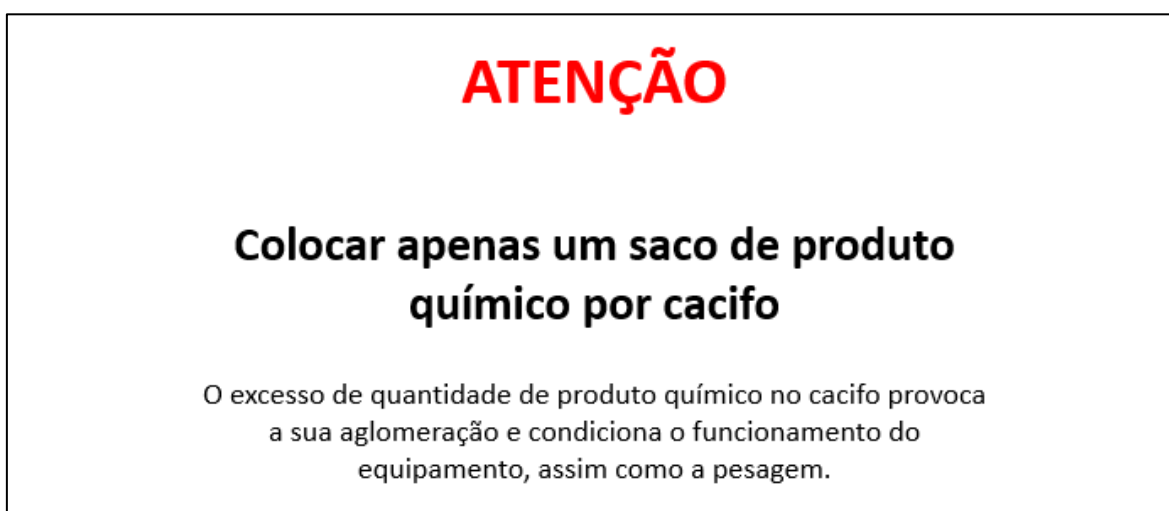 ATENÇÃO
Colocar apenas um saco de produto
químico por cacifo
O excesso de quantidade de produto químico no cacifo provoca
a sua aglomeração e condiciona o funcionamento do
equipamento, assim como a pesagem.